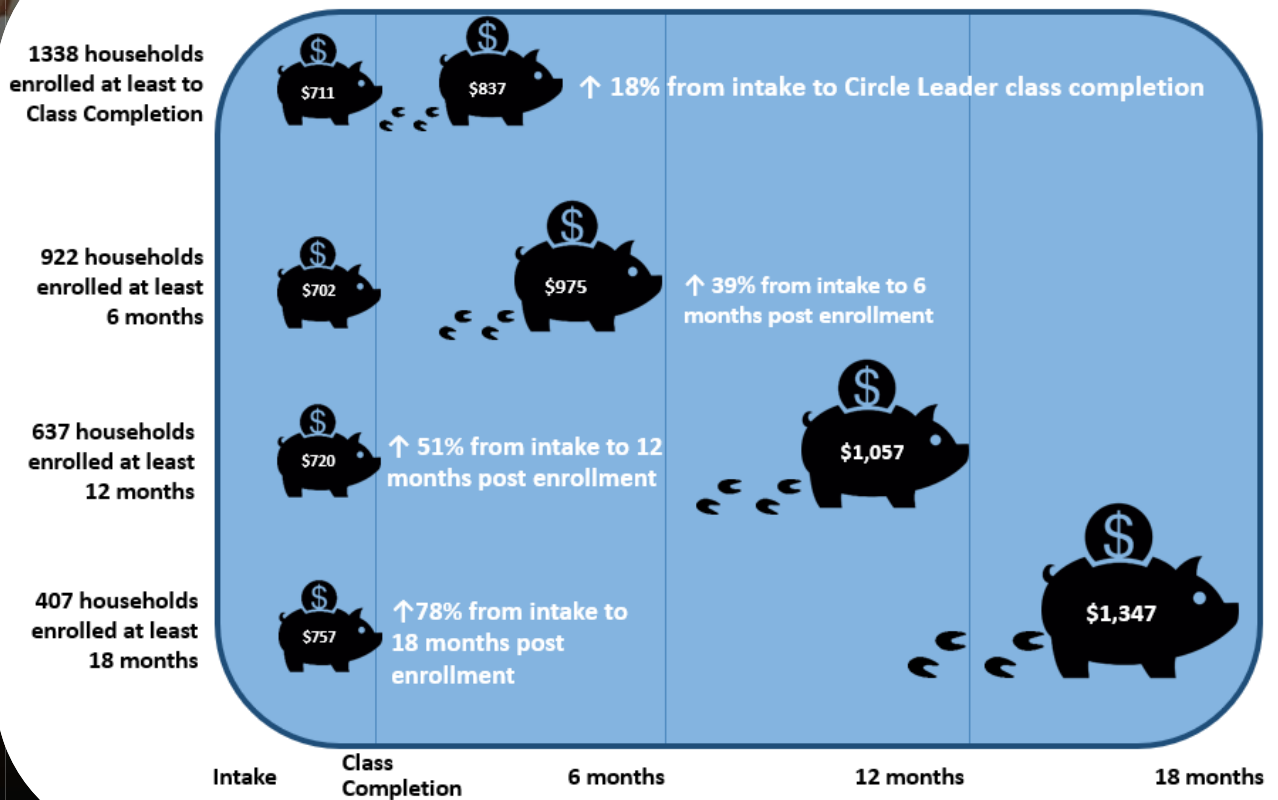 1338 households
enrolled at least to
Class Completion
$
$711
$
$837
↑ 18% from intake to Circle Leader class completion
922 households
enrolled at least
6 months
$
$702
$
$975
↑ 39% from intake to 6
months post enrollment
637 households
enrolled at least
12 months
$
$720
↑ 51% from intake to 12
months post enrollment
$
$1,057
407 households
enrolled at least
18 months
$
$757
↑78% from intake to
18 months post
enrollment
$
$1,347
Intake
Class
Completion
6 months
12 months
18 months